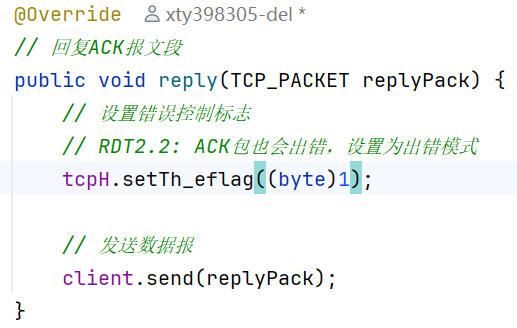 @Override xty398305-del *
// 回复ACK报文段
public void reply(TCP_PACKET replyPack) {
// 设置错误控制标志
// RDT2.2: ACK包也会出错，设置为出错模式
tcpH.setTh_eflag((byte)1);
// 发送数据报
client.send(replyPack);
}